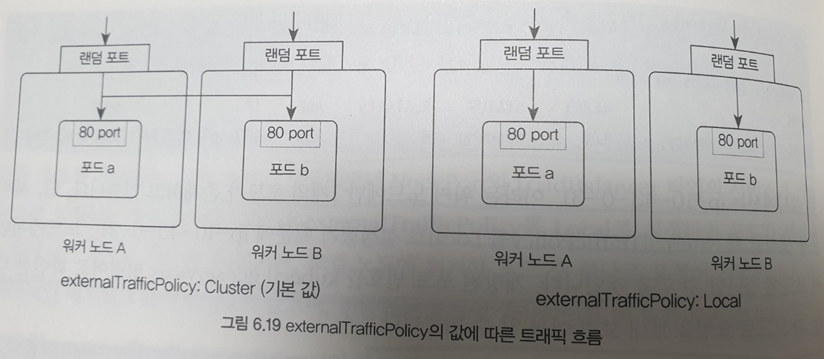 랜덤 포트
랜덤 포트
80 port
포드 a
80 port
포드 b
워커 노드 A
워커 노드 B
externalTrafficPolicy: Cluster (기본 값)
랜덤 포트
랜덤 포트
80 port
포드 a
80 port
포드 b
워커 노드 A
워커 노드 B
externalTrafficPolicy: Local
그림 6.19 externalTrafficPolicy의 값에 따른 트래픽 흐름